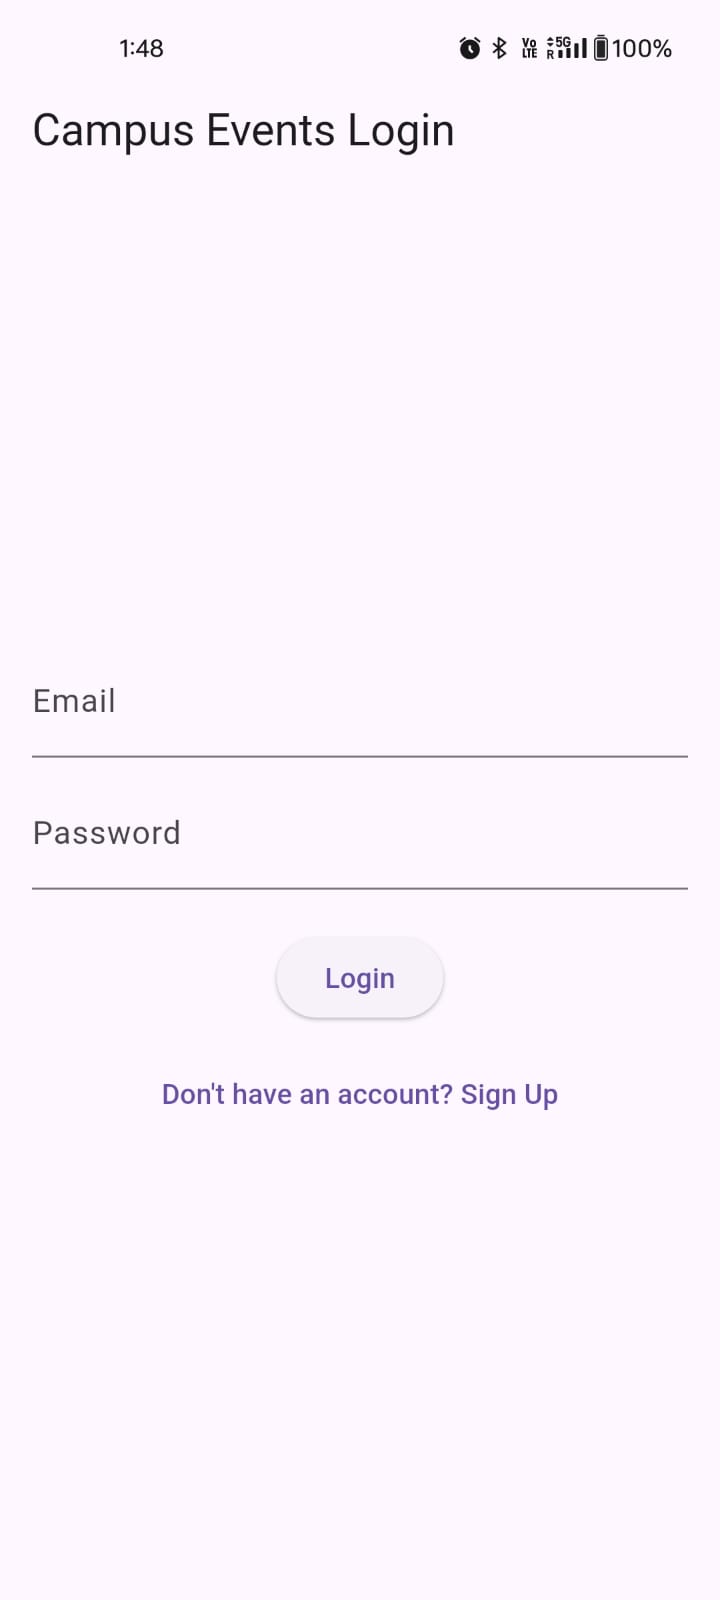 1:48 Vo LTE 5G R 100%
Campus Events Login
Email
Password
Login
Don't have an account? Sign Up